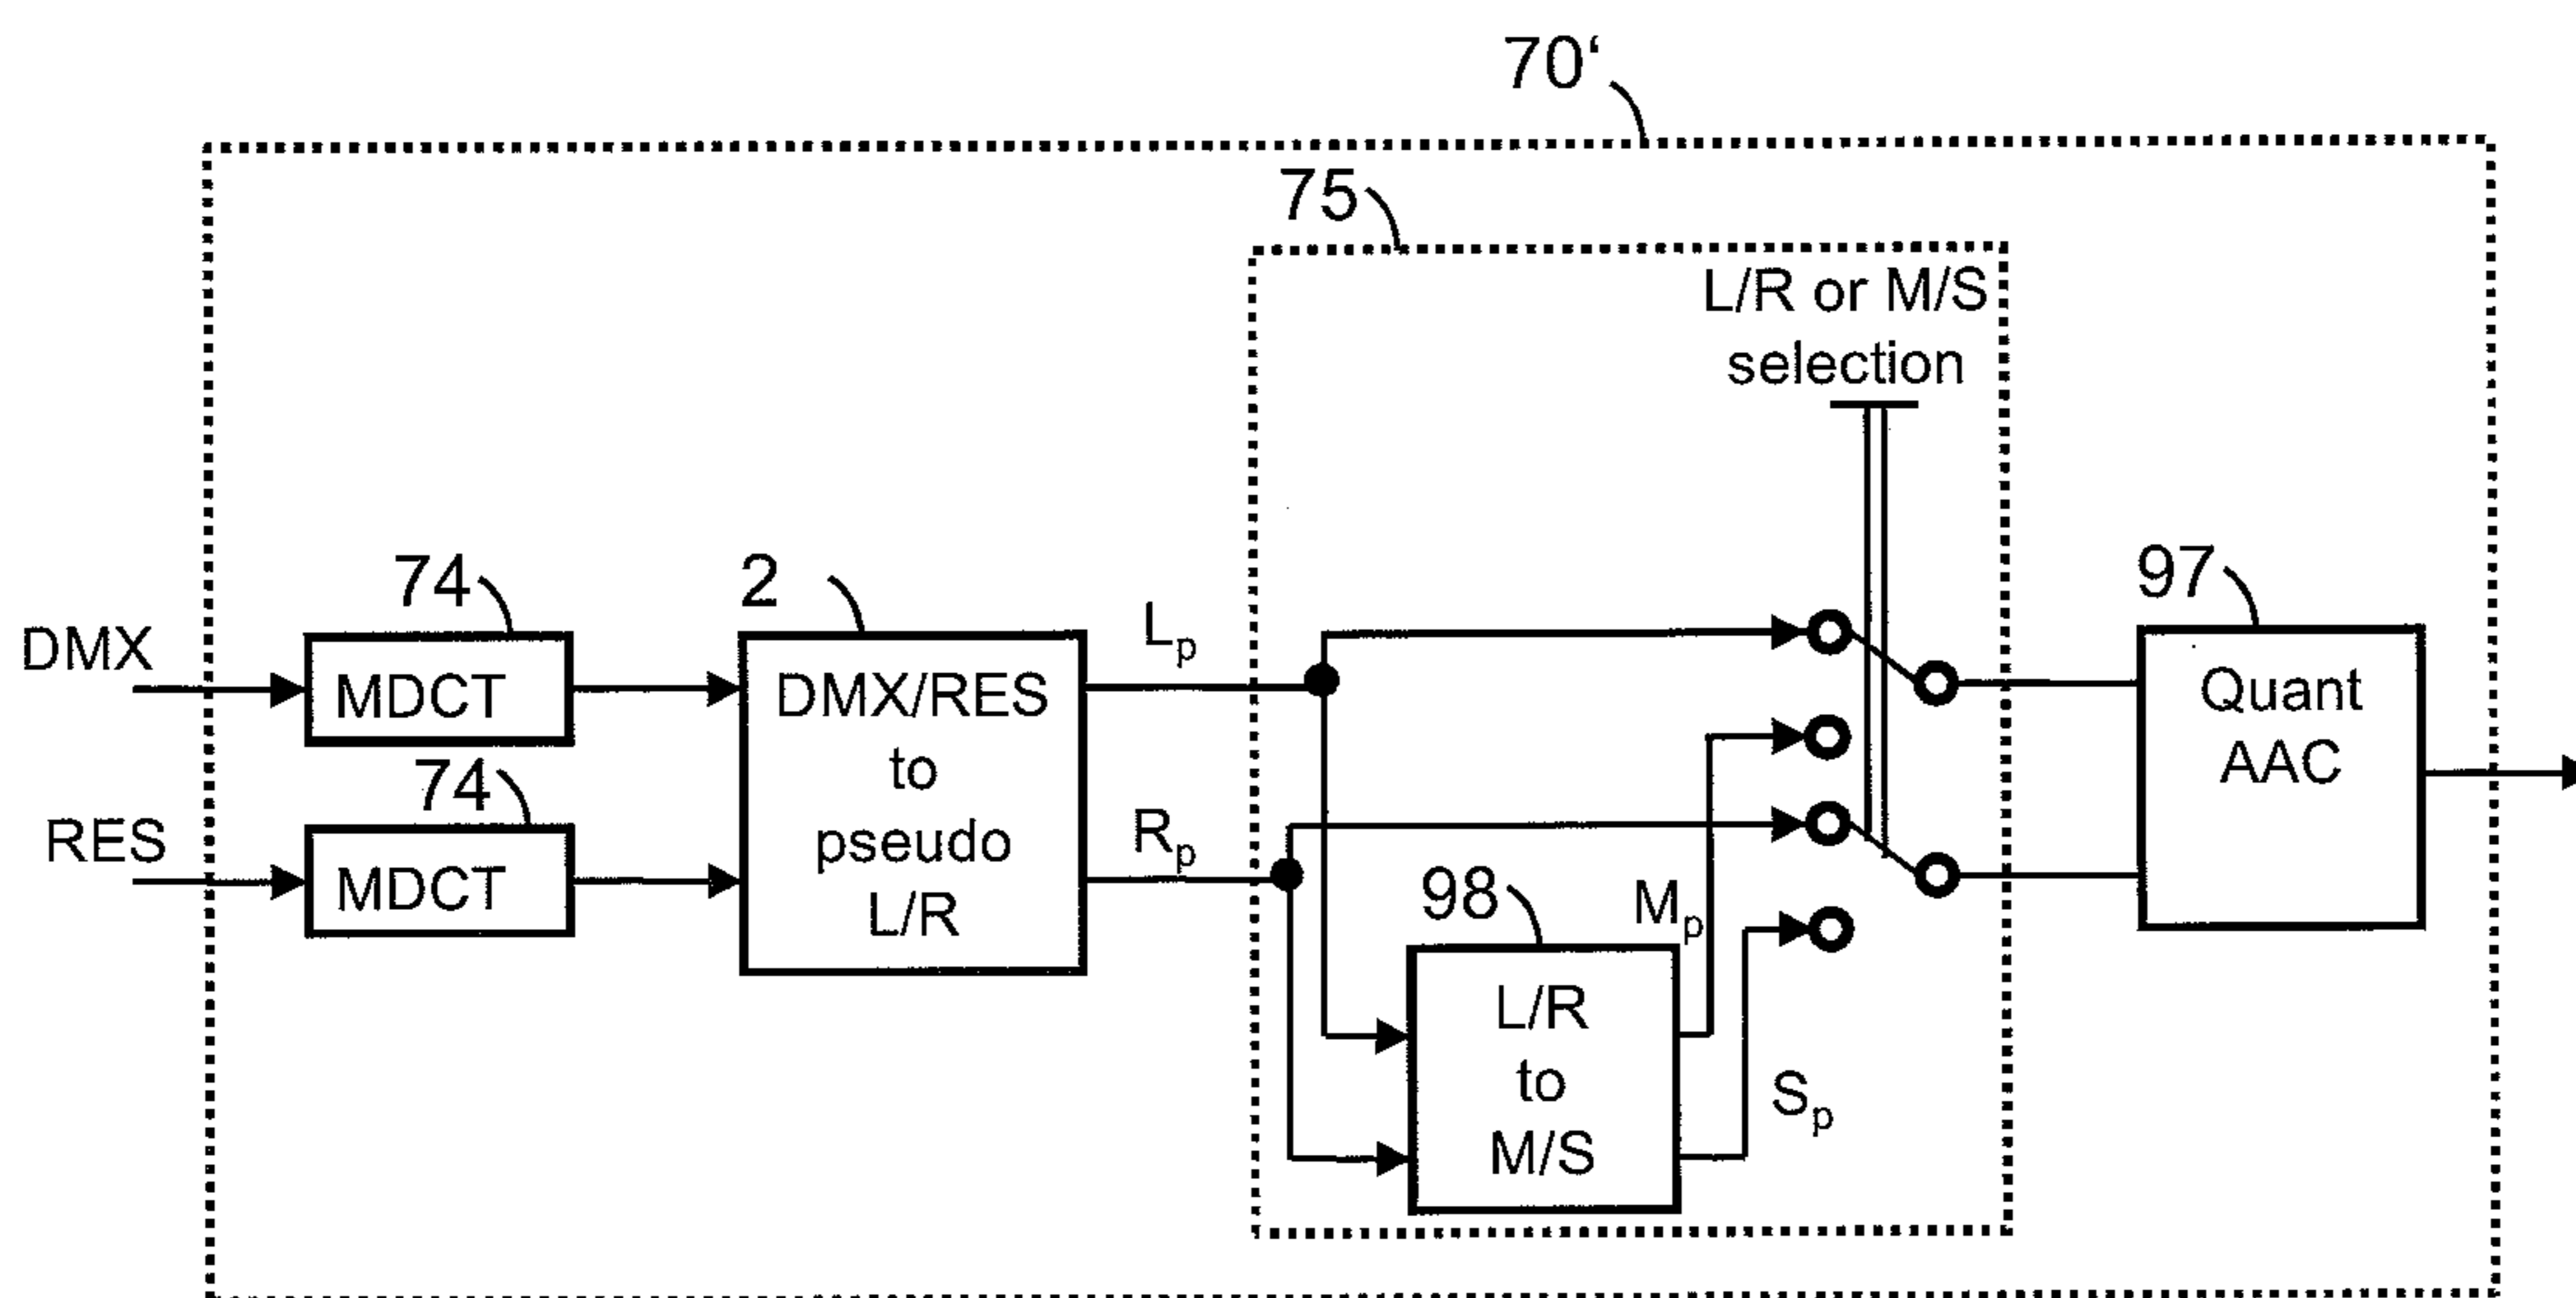 70‘
75
L/R or M/S
selection
74
2
97
DMX
MDCT
DMX/RES
to
pseudo
L/R
Lp
Quant
AAC
74
RES
MDCT
Rp
98
Mp
L/R
to
M/S
Sp